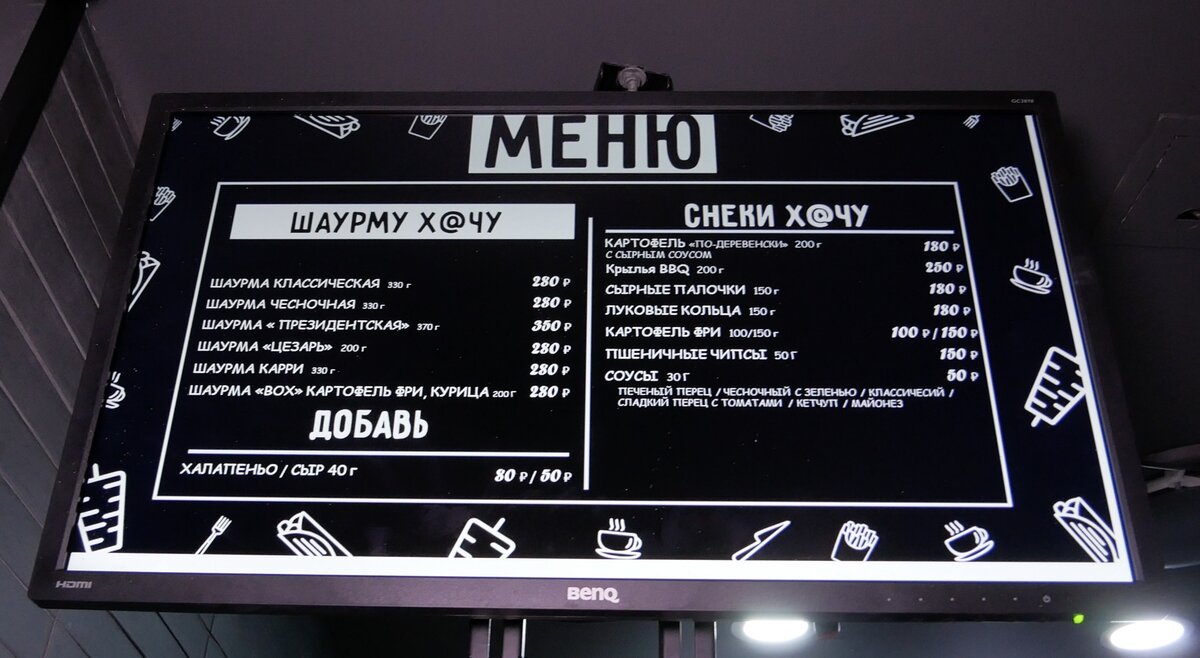 МЕНЮ
ШАУРМУ Х@ЧУ
ШАУРМА КЛАССИЧЕСКАЯ 330 г 280 ₽
ШАУРМА ЧЕСНОЧНАЯ 330 г 280 ₽
ШАУРМА « ПРЕЗИДЕНТСКАЯ» 370 г 350 ₽
ШАУРМА «ЦЕЗАРЬ» 200 г 280 ₽
ШАУРМА КАРРИ 330 г 280 ₽
ШАУРМА «BOX» КАРТОФЕЛЬ ФРИ, КУРИЦА 200 г 280 ₽
ДОБАВЬ
ХАЛАПЕНЬО / СЫР 40 г 30 ₽ / 50 ₽
СНЕКИ Х@ЧУ
КАРТОФЕЛЬ «ПО-ДЕРЕВЕНСКИ» 200 г 180 ₽
С СЫРНЫМ СОУСОМ
Крылья BBQ 200 г 250 ₽
СЫРНЫЕ ПАЛОЧКИ 150 г 180 ₽
ЛУКОВЫЕ КОЛЬЦА 150 г 180 ₽
КАРТОФЕЛЬ ФРИ 100/150 г 100 ₽ / 150 ₽
ПШЕНИЧНЫЕ ЧИПСЫ 50 Г 150 ₽
СОУСЫ 30 Г 50 ₽
ПЕЧЕНЫЙ ПЕРЕЦ / ЧЕСНОЧНЫЙ С ЗЕЛЕНЬЮ / КЛАССИЧЕСИЙ /
СЛАДКИЙ ПЕРЕЦ С ТОМАТАМИ / КЕТЧУП / МАЙОНЕЗ
HDMI
BenQ